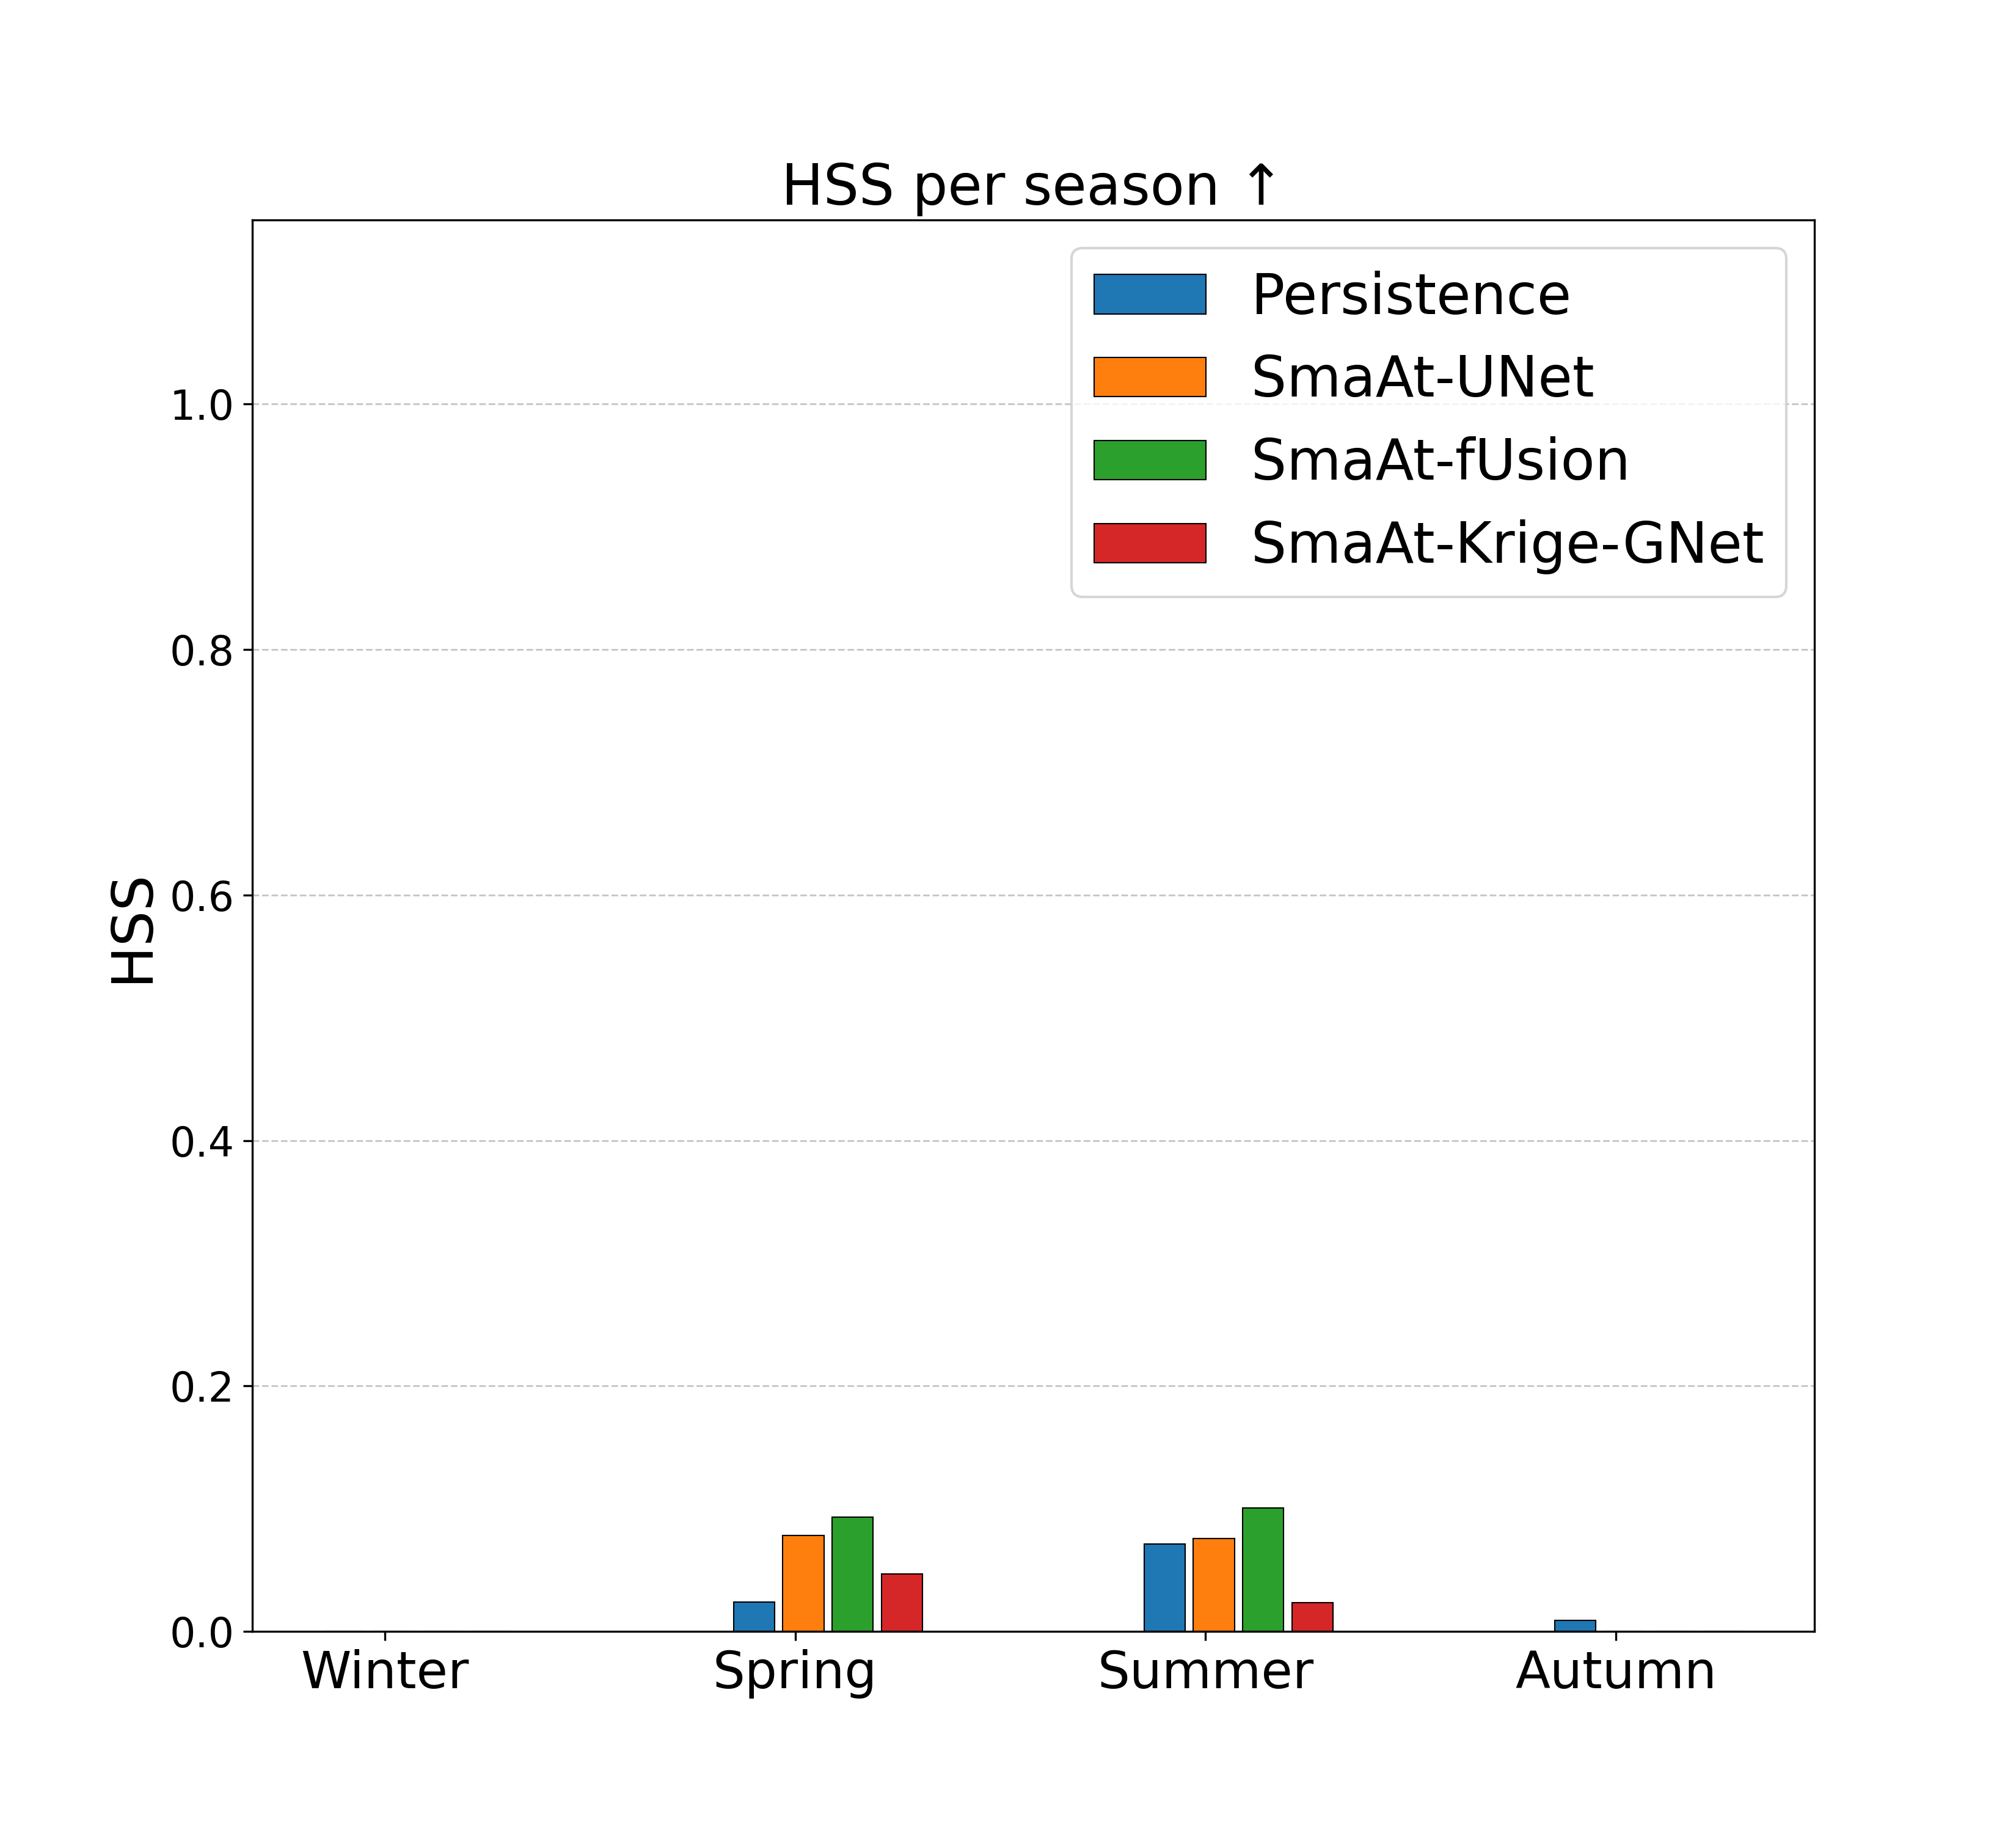 HSS per season ↑
Persistence
SmaAt-UNet
SmaAt-fUsion
SmaAt-Krige-GNet
HSS
1.0
0.8
0.6
0.4
0.2
0.0
Winter Spring Summer Autumn